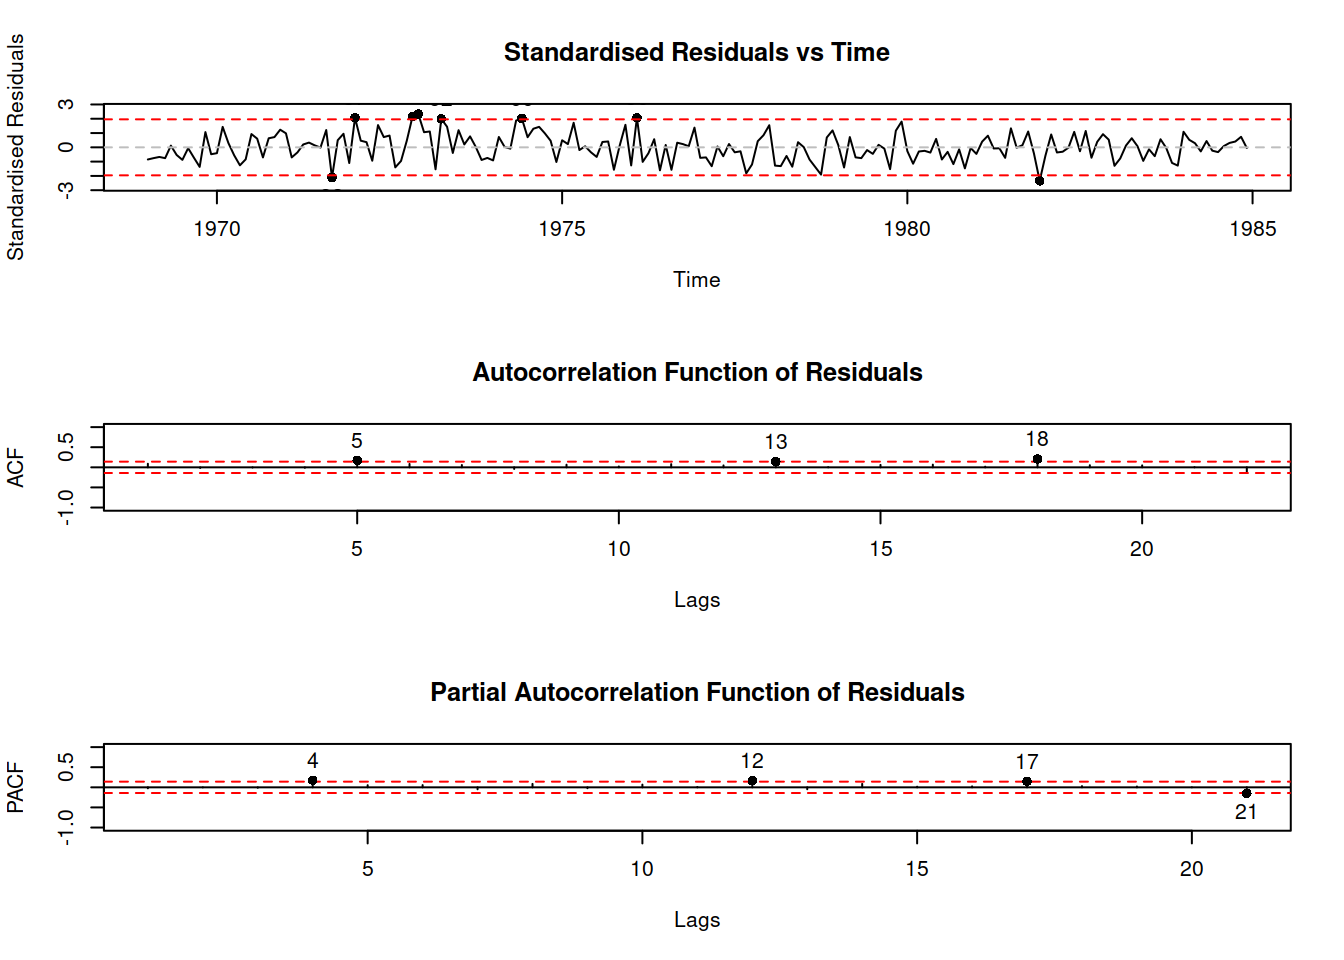 Standardised Residuals vs Time
Standardised Residuals
3
0
-3
1970 1975 1980 1985
Time
Autocorrelation Function of Residuals
ACF
0.5
-1.0
5 13 18
5 10 15 20
Lags
Partial Autocorrelation Function of Residuals
PACF
0.5
-1.0
4 12 17
21
5 10 15 20
Lags